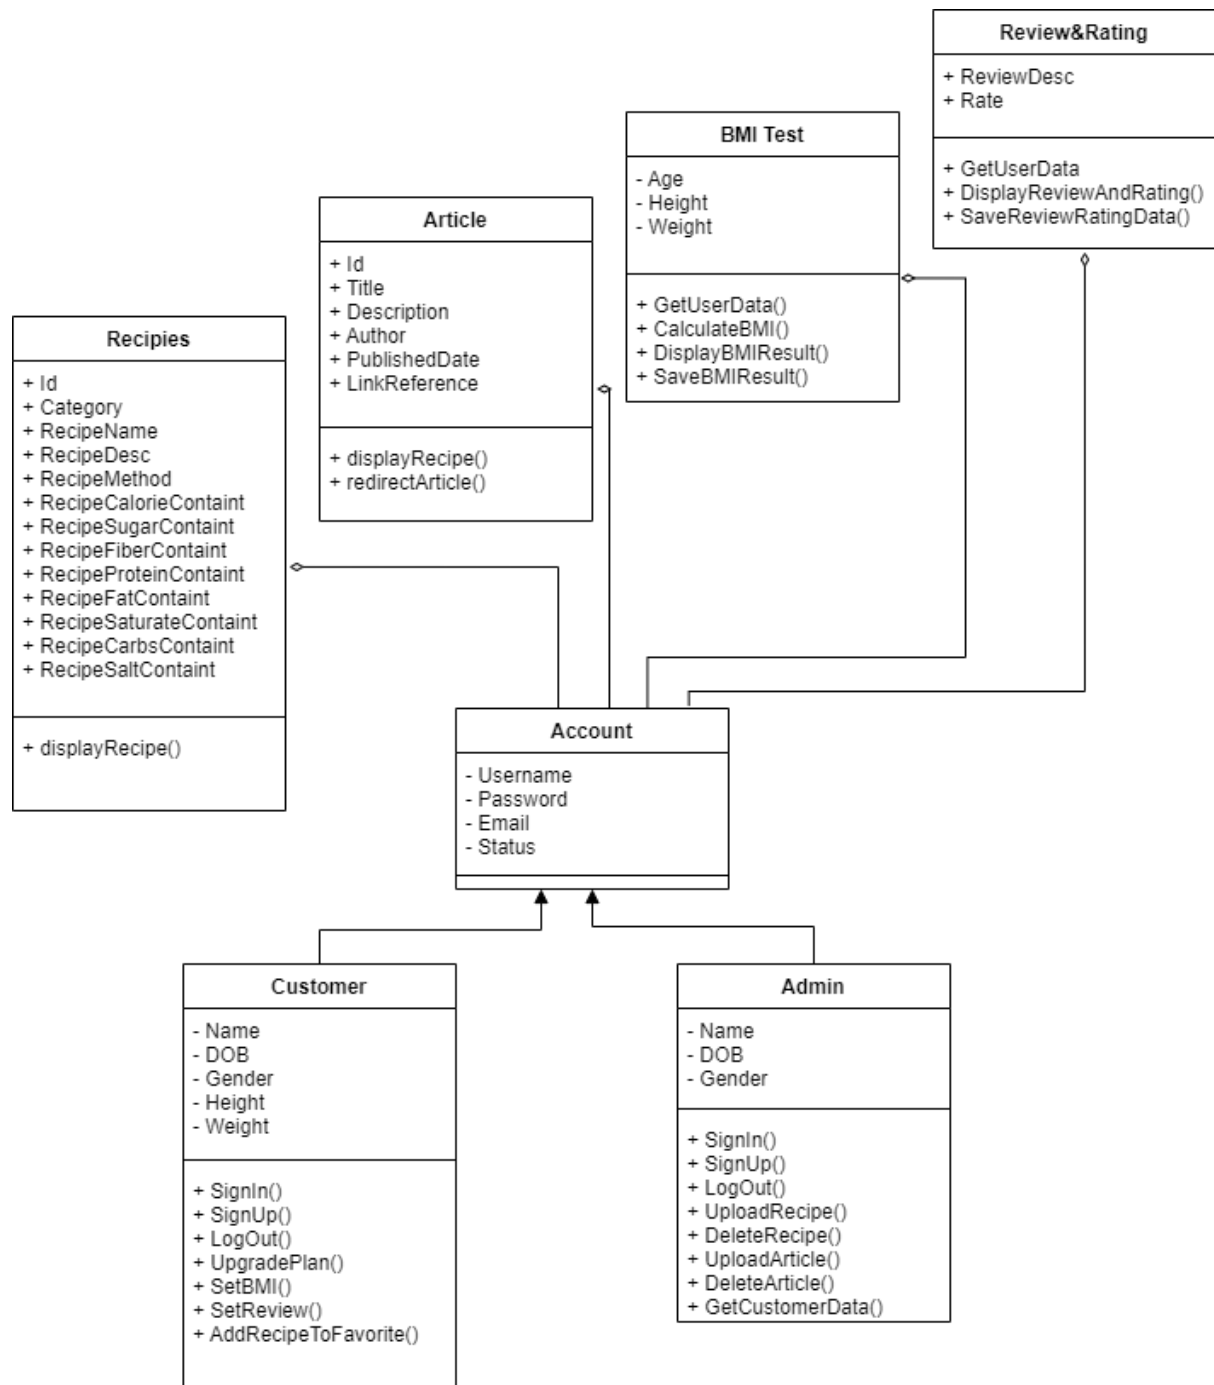 Review&Rating
+ ReviewDesc
+ Rate
+ GetUserData
+ DisplayReviewAndRating()
+ SaveReviewRatingData()
BMI Test
- Age
- Height
- Weight
+ GetUserData()
+ CalculateBMI()
+ DisplayBMIResult()
+ SaveBMIResult()
Article
+ Id
+ Title
+ Description
+ Author
+ PublishedDate
+ LinkReference
+ displayRecipe()
+ redirectArticle()
Recipies
+ Id
+ Category
+ RecipeName
+ RecipeDesc
+ RecipeMethod
+ RecipeCalorieContaint
+ RecipeSugarContaint
+ RecipeFiberContaint
+ RecipeProteinContaint
+ RecipeFatContaint
+ RecipeSaturateContaint
+ RecipeCarbsContaint
+ RecipeSaltContaint
+ displayRecipe()
Account
- Username
- Password
- Email
- Status
Customer
- Name
- DOB
- Gender
- Height
- Weight
+ SignIn()
+ SignUp()
+ LogOut()
+ UpgradePlan()
+ SetBMI()
+ SetReview()
+ AddRecipeToFavorite()
Admin
- Name
- DOB
- Gender
+ SignIn()
+ SignUp()
+ LogOut()
+ UploadRecipe()
+ DeleteRecipe()
+ UploadArticle()
+ DeleteArticle()
+ GetCustomerData()